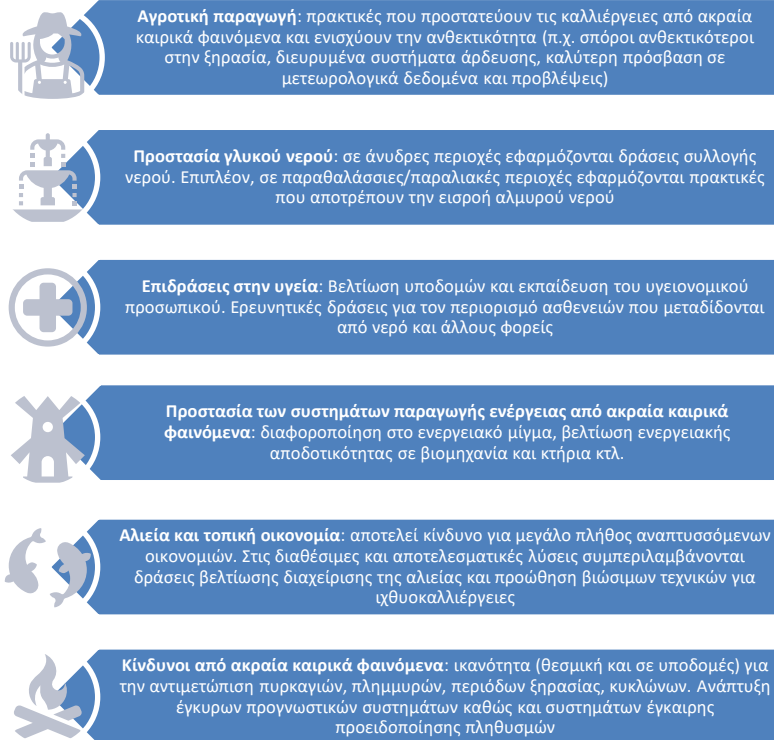 Αγροτική παραγωγή: πρακτικές που προστατεύουν τις καλλιέργειες από ακραία
καιρικά φαινόμενα και ενισχύουν την ανθεκτικότητα (π.χ. σπόροι ανθεκτικότεροι
στην ξηρασία, διευρυμένα συστήματα άρδευσης, καλύτερη πρόσβαση σε
μετεωρολογικά δεδομένα και προβλέψεις)
Προστασία γλυκού νερού: σε άνυδρες περιοχές εφαρμόζονται δράσεις συλλογής
νερού. Επιπλέον, σε παραθαλάσσιες/παραλιακές περιοχές εφαρμόζονται πρακτικές
που αποτρέπουν την εισροή αλμυρού νερού
Επιδράσεις στην υγεία: Βελτίωση υποδομών και εκπαίδευση του υγειονομικού
προσωπικού. Ερευνητικές δράσεις για τον περιορισμό ασθενειών που μεταδίδονται
από νερό και άλλους φορείς
Προστασία των συστημάτων παραγωγής ενέργειας από ακραία καιρικά
φαινόμενα: διαφοροποίηση στο ενεργειακό μίγμα, βελτίωση ενεργειακής
αποδοτικότητας σε βιομηχανία και κτήρια κτλ.
Αλιεία και τοπική οικονομία: αποτελεί κίνδυνο για μεγάλο πλήθος αναπτυσσόμενων
οικονομιών. Στις διαθέσιμες και αποτελεσματικές λύσεις συμπεριλαμβάνονται
δράσεις βελτίωσης διαχείρισης της αλιείας και προώθηση βιώσιμων τεχνικών για
ιχθυοκαλλιέργειες
Κίνδυνοι από ακραία καιρικά φαινόμενα: ικανότητα (θεσμική και σε υποδομές) για
την αντιμετώπιση πυρκαγιών, πλημμυρών, περιόδων ξηρασίας, κυκλώνων. Ανάπτυξη
έγκυρων προγνωστικών συστημάτων καθώς και συστημάτων έγκαιρης
προειδοποίησης πληθυσμών